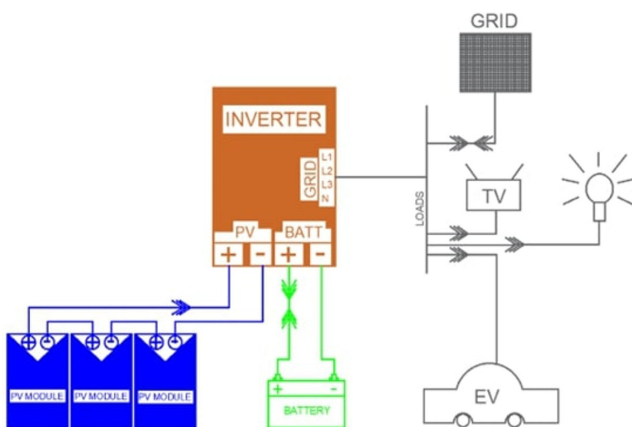 GRID
INVERTER
GRID
L1
L2
L3
N
LOADS
TV
PV
BATT
+
-
+
-
PV MODULE
PV MODULE
PV MODULE
+
-
BATTERY
EV